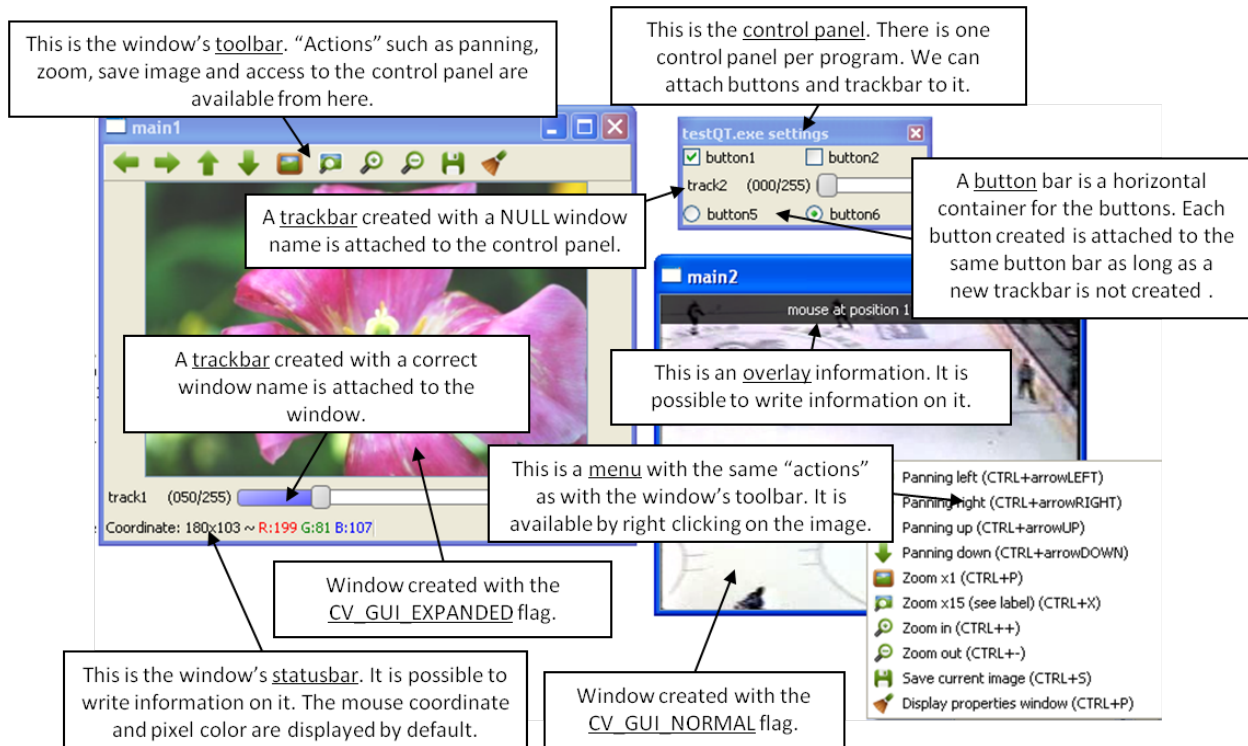 This is the window's toolbar. "Actions" such as panning,
zoom, save image and access to the control panel are
available from here.
This is the control panel. There is one
control panel per program. We can
attach buttons and trackbar to it.
main1
testQT.exe settings
button1
button2
track2 (000/255)
button5
button6
A trackbar created with a NULL window
name is attached to the control panel.
A button bar is a horizontal
container for the buttons. Each
button created is attached to the
same button bar as long as a
new trackbar is not created .
main2
mouse at position 1
A trackbar created with a correct
window name is attached to the
window.
This is an overlay information. It is
possible to write information on it.
This is a menu with the same "actions"
as with the window's toolbar. It is
available by right clicking on the image.
track1 (050/255)
Coordinate: 180x103 ~ R:199 G:81 B:107
Panning left (CTRL+arrowLEFT)
Panning right (CTRL+arrowRIGHT)
Panning up (CTRL+arrowUP)
Panning down (CTRL+arrowDOWN)
Zoom x1 (CTRL+P)
Zoom x15 (see label) (CTRL+X)
Zoom in (CTRL++)
Zoom out (CTRL+-)
Save current image (CTRL+S)
Display properties window (CTRL+P)
Window created with the
CV_GUI_EXPANDED flag.
This is the window's statusbar. It is possible to
write information on it. The mouse coordinate
and pixel color are displayed by default.
Window created with the
CV_GUI_NORMAL flag.